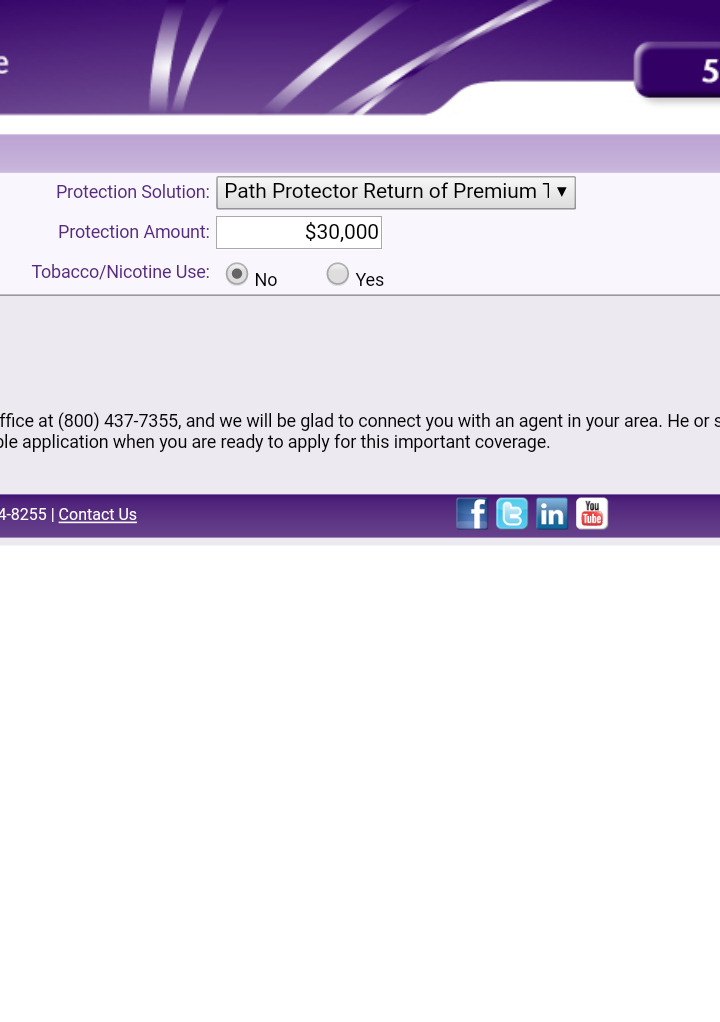 e
5
Protection Solution: Path Protector Return of Premium T
Protection Amount: $30,000
Tobacco/Nicotine Use: No Yes
ffice at (800) 437-7355, and we will be glad to connect you with an agent in your area. He or s
ble application when you are ready to apply for this important coverage.
4-8255 | Contact Us
f in You Tube